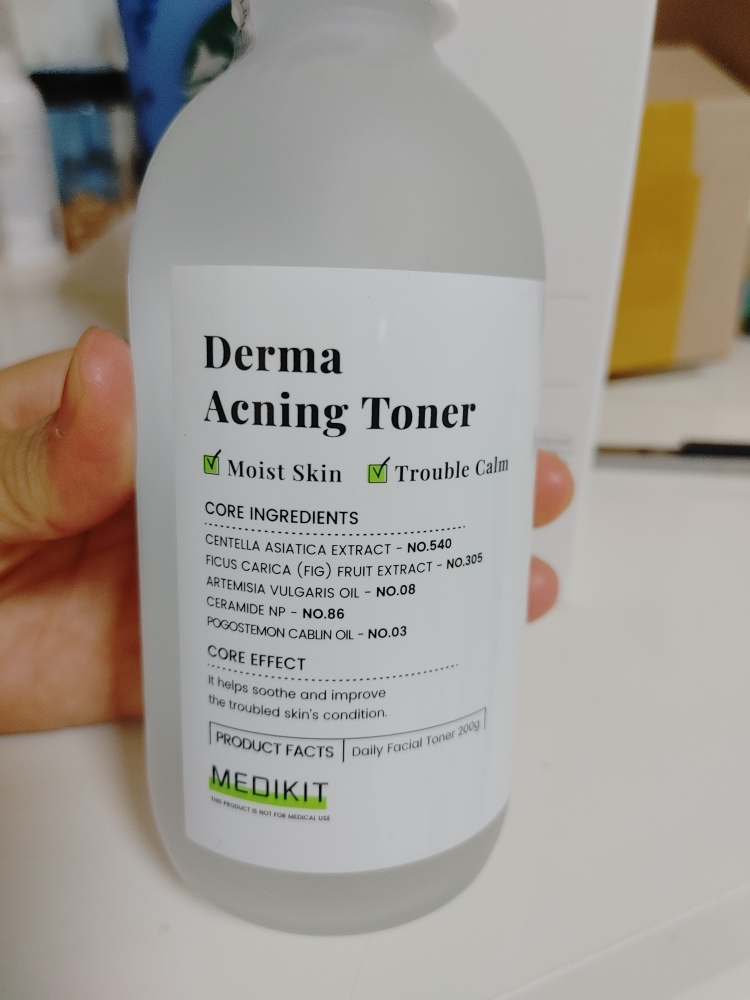 Derma
Acning Toner
Moist Skin Trouble Calm
CORE INGREDIENTS
CENTELLA ASIATICA EXTRACT - NO.540
FICUS CARICA (FIG) FRUIT EXTRACT - NO.305
ARTEMISIA VULGARIS OIL - NO.08
CERAMIDE NP - NO.86
POGOSTEMON CABLIN OIL - NO.03
CORE EFFECT
It helps soothe and improve
the troubled skin's condition.
PRODUCT FACTS Daily Facial Toner 200g
MEDIKIT
THIS PRODUCT IS NOT FOR MEDICAL USE